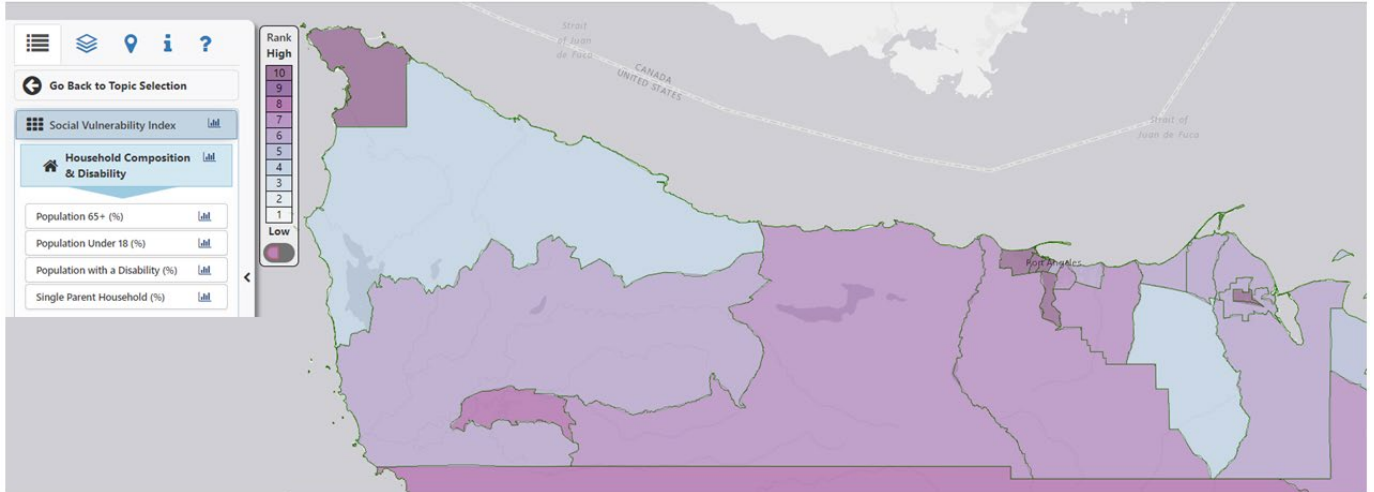 Go Back to Topic Selection
Social Vulnerability Index
Household Composition
& Disability
Population 65+ (%)
Population Under 18 (%)
Population with a Disability (%)
Single Parent Household (%)
Rank
High
10
9
8
7
6
5
4
3
2
1
Low
Strait
of Juan
de Fuca
CANADA
UNITED STATES
Strait of
Juan de Fuca
Port Angeles